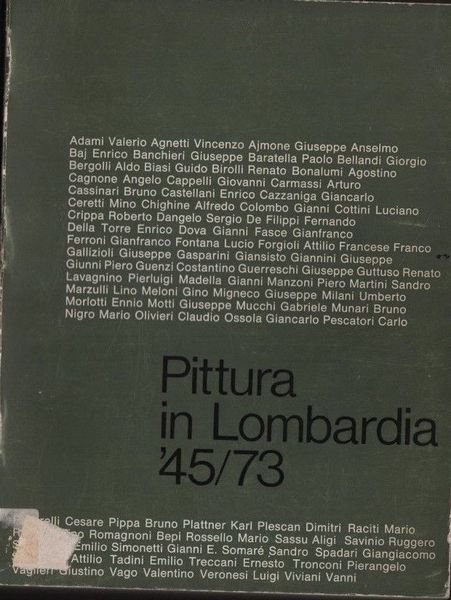 Adami Valerio Agnetti Vincenzo Ajmone Giuseppe Anselmo
Baj Enrico Banchieri Giuseppe Baratella Paolo Bellandi Giorgio
Bergolli Aldo Biasi Guido Birolli Renato Bonalumi Agostino
Cagnone Angelo Cappelli Giovanni Carmassi Arturo
Cassinari Bruno Castellani Enrico Cazzaniga Giancarlo
Ceretti Mino Chighine Alfredo Colombo Gianni Cottini Luciano
Crippa Roberto Dangelo Sergio De Filippi Fernando
Della Torre Enrico Dova Gianni Fasce Gianfranco
Ferroni Gianfranco Fontana Lucio Forgioli Attilio Francese Franco
Gallizioli Giuseppe Gasparini Giansisto Giannini Giuseppe
Giunni Piero Guenzi Costantino Guerreschi Giuseppe Guttuso Renato
Lavagnino Pierluigi Madella Gianni Manzoni Piero Martini Sandro
Marzulli Lino Meloni Gino Migneco Giuseppe Milani Umberto
Morlotti Ennio Motti Giuseppe Mucchi Gabriele Munari Bruno
Nigro Mario Olivieri Claudio Ossola Giancarlo Pescatori Carlo
Pittura
in Lombardia
'45/73
Cesare Pippa Bruno Plattner Karl Plescan Dimitri Raciti Mario
Romagnoni Bepi Rossello Mario Sassu Aligi Savinio Ruggero
Emilio Simonetti Gianni E. Somaré Sandro Spadari Giangiacomo
Attilio Tadini Emilio Treccani Ernesto Tronconi Pierangelo
Vaglieri Giustino Vago Valentino Veronesi Luigi Viviani Vanni